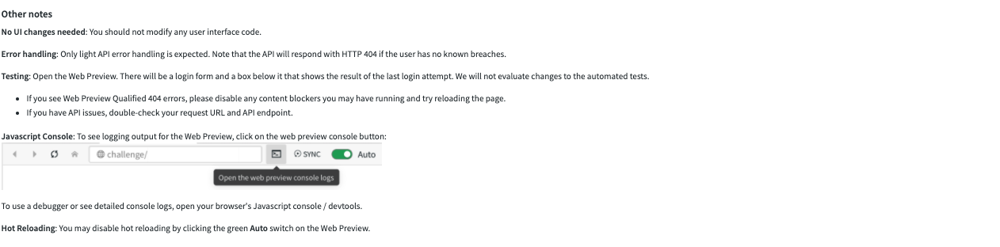 Other notes
No UI changes needed: You should not modify any user interface code.
Error handling: Only light API error handling is expected. Note that the API will respond with HTTP 404 if the user has no known breaches.
Testing: Open the Web Preview. There will be a login form and a box below it that shows the result of the last login attempt. We will not evaluate changes to the automated tests.
• If you see Web Preview Qualified 404 errors, please disable any content blockers you may have running and try reloading the page.
• If you have API issues, double-check your request URL and API endpoint.
Javascript Console: To see logging output for the Web Preview, click on the web preview console button:
challenge/ SYNC Auto
Open the web preview console logs
To use a debugger or see detailed console logs, open your browser's Javascript console / devtools.
Hot Reloading: You may disable hot reloading by clicking the green Auto switch on the Web Preview.